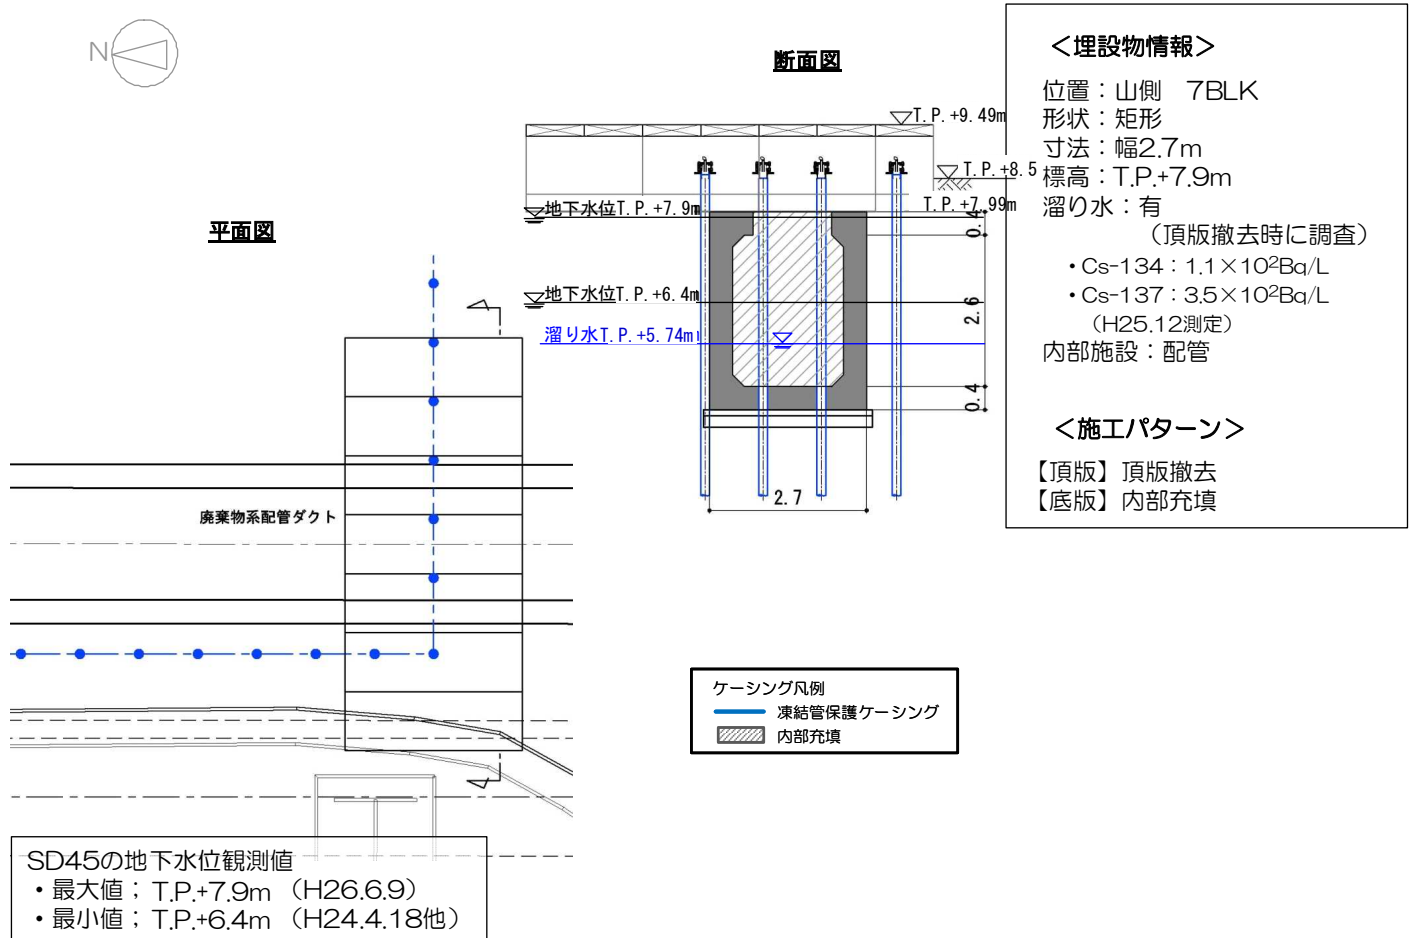 N
断面図
T.P.+9.49m
T.P.+8.5
T.P.+7.99m
地下水位T.P.+7.9m
地下水位T.P.+6.4m
溜り水T.P.+5.74m
0.4
2.6
0.4
2.7
平面図
廃棄物系配管ダクト
<埋設物情報>
位置：山側　7BLK
形状：矩形
寸法：幅2.7m
標高：T.P.+7.9m
溜り水：有
（頂版撤去時に調査）
・Cs-134：1.1×10²Bq/L
・Cs-137：3.5×10²Bq/L
（H25.12測定）
内部施設：配管
<施工パターン>
【頂版】頂版撤去
【底版】内部充填
ケーシング凡例
凍結管保護ケーシング
内部充填
SD45の地下水位観測値
・最大値；T.P.+7.9m（H26.6.9）
・最小値；T.P.+6.4m（H24.4.18他）